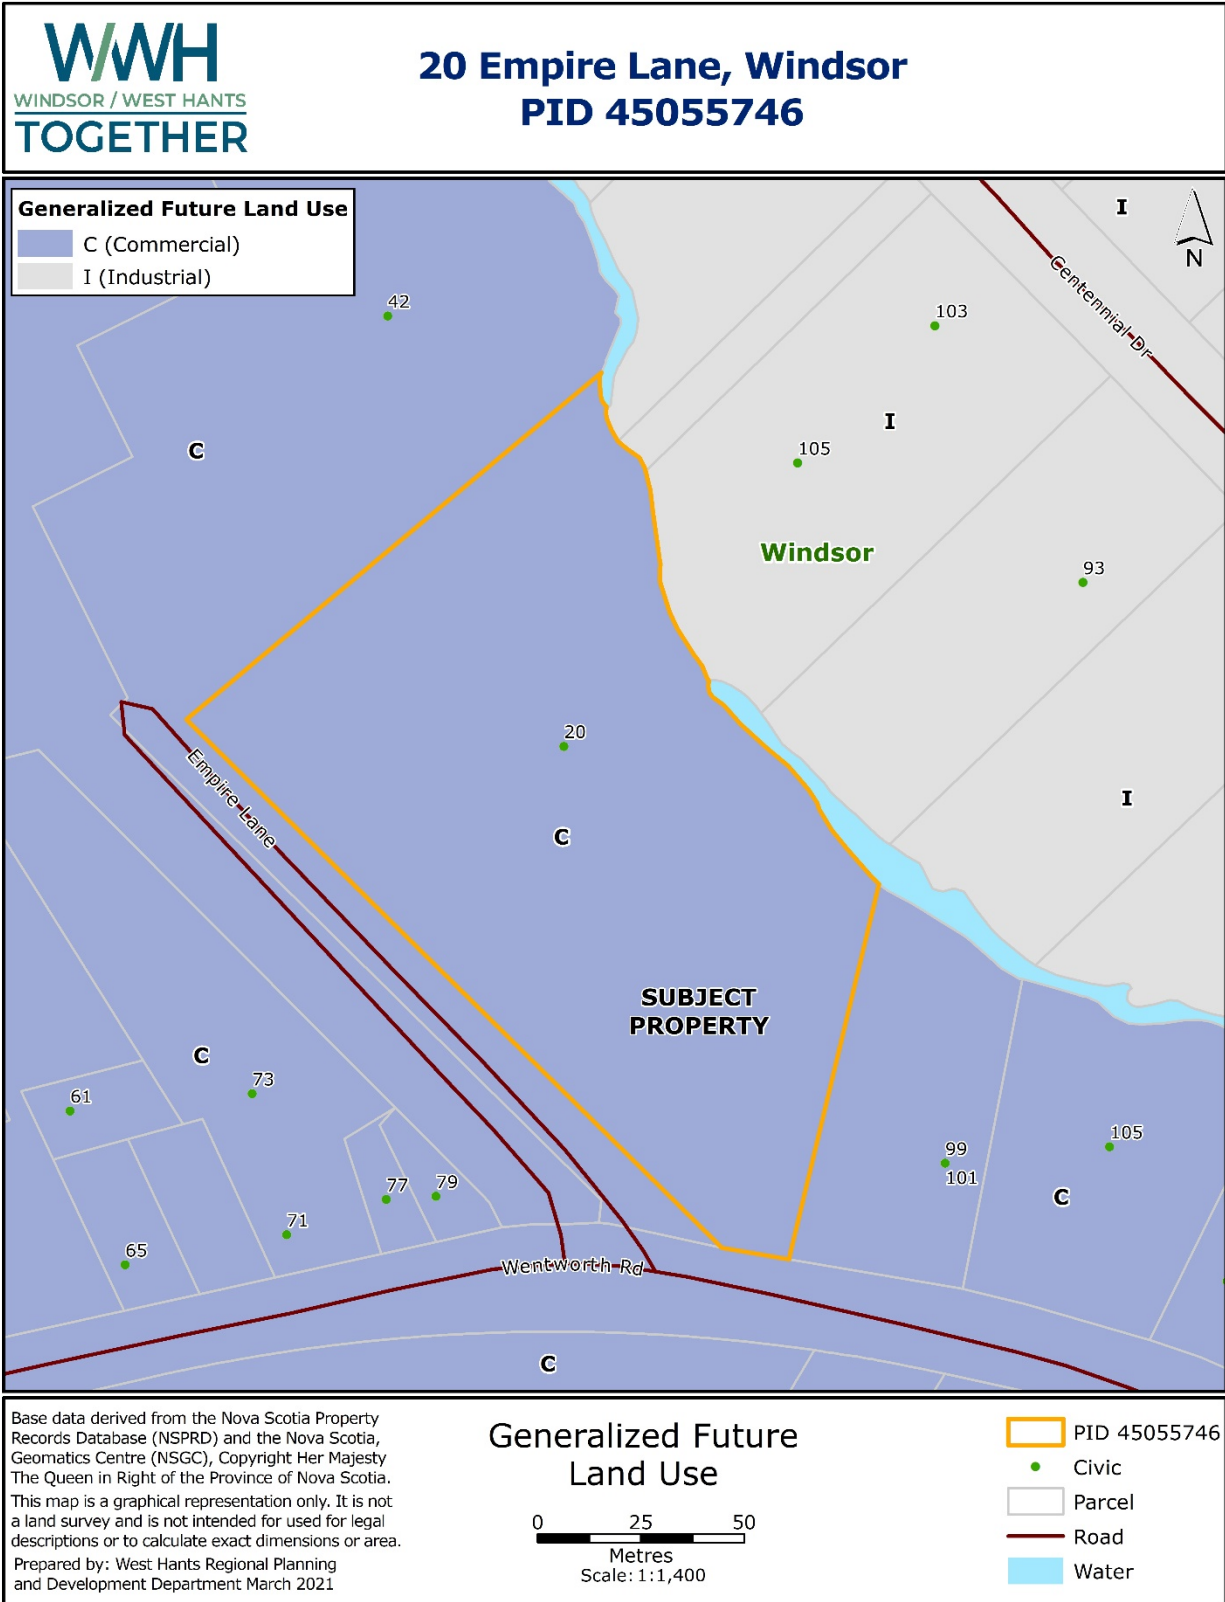 WWH
WINDSOR / WEST HANTS
TOGETHER
20 Empire Lane, Windsor
PID 45055746
Generalized Future Land Use
C (Commercial)
I (Industrial)
I
N
Centennial Dr
42
103
I
C
105
Windsor
93
20
Empire Lane
I
C
SUBJECT
PROPERTY
C
73
61
105
99
101
77
79
C
71
65
Wentworth Rd
C
Base data derived from the Nova Scotia Property
Records Database (NSPRD) and the Nova Scotia,
Geomatics Centre (NSGC), Copyright Her Majesty
The Queen in Right of the Province of Nova Scotia.
This map is a graphical representation only. It is not
a land survey and is not intended for used for legal
descriptions or to calculate exact dimensions or area.
Prepared by: West Hants Regional Planning
and Development Department March 2021
Generalized Future
Land Use
0 25 50
Metres
Scale: 1:1,400
PID 45055746
Civic
Parcel
Road
Water